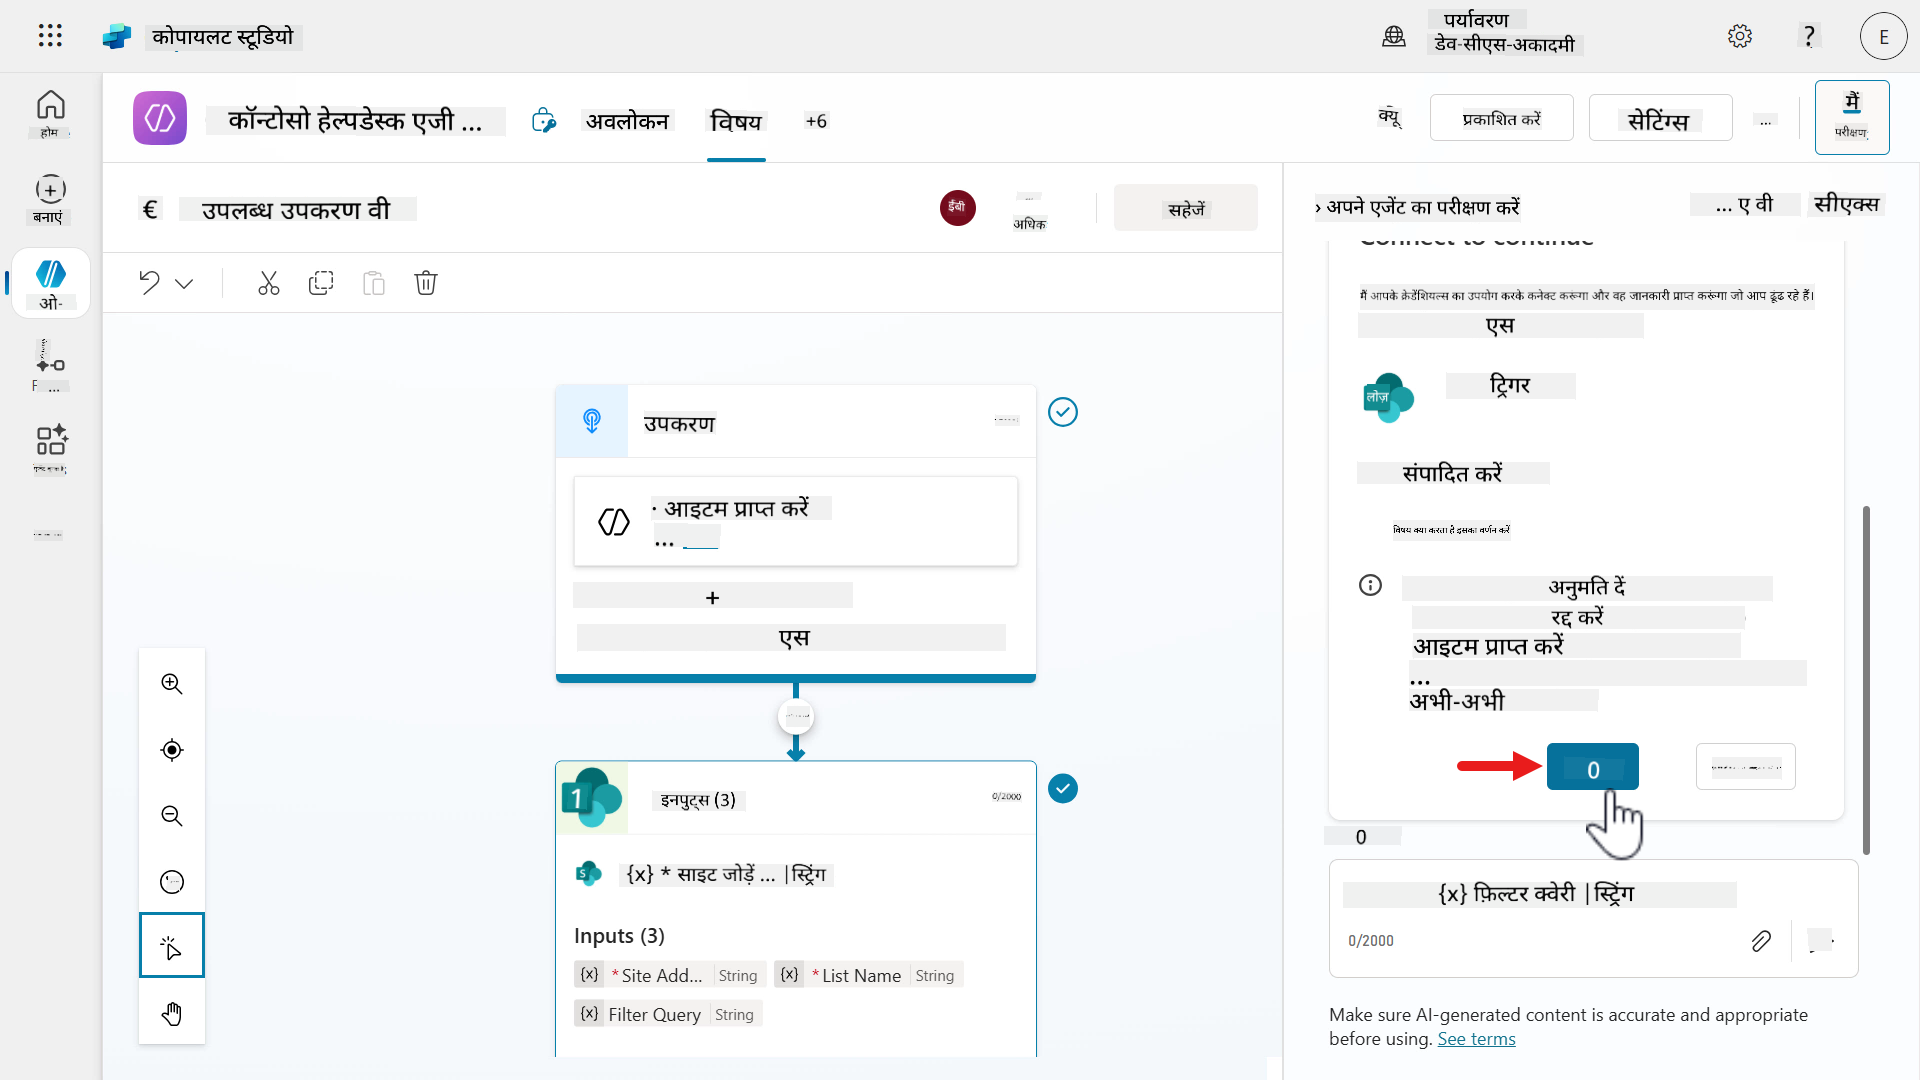 कोपायलट स्टूडियो
पर्यावरण
डेव-सीएस-अकादमी
?
E
होम
बनाएं
ओ-
F ...
कॉन्टोसो हेल्पडेस्क एजी ...
अवलोकन
विषय
+6
क्यू
प्रकाशित करें
सेटिंग्स
...
मैं
परीक्षण
€ उपलब्ध उपकरण वी
ईबी
अधिक
सहेजें
उपकरण
· आइटम प्राप्त करें
...
+
एस
1
इनपुट्स (3)
0/2000
S
{x} * साइट जोड़ें ... |स्ट्रिंग
Inputs (3)
{x} * Site Add... String {x} * List Name String
{x} Filter Query String
› अपने एजेंट का परीक्षण करें
... ए वी
सीएक्स
Connect to continue
मैं आपके क्रेडेंशियल्स का उपयोग करके कनेक्ट करूंगा और वह जानकारी प्राप्त करूंगा जो आप ढूंढ रहे हैं।
एस
लोज़
ट्रिगर
संपादित करें
विषय क्या करता है इसका वर्णन करें
अनुमति दें
रद्द करें
आइटम प्राप्त करें
...
अभी-अभी
0
0
{x} फ़िल्टर क्वेरी |स्ट्रिंग
0/2000
Make sure AI-generated content is accurate and appropriate
before using. See terms